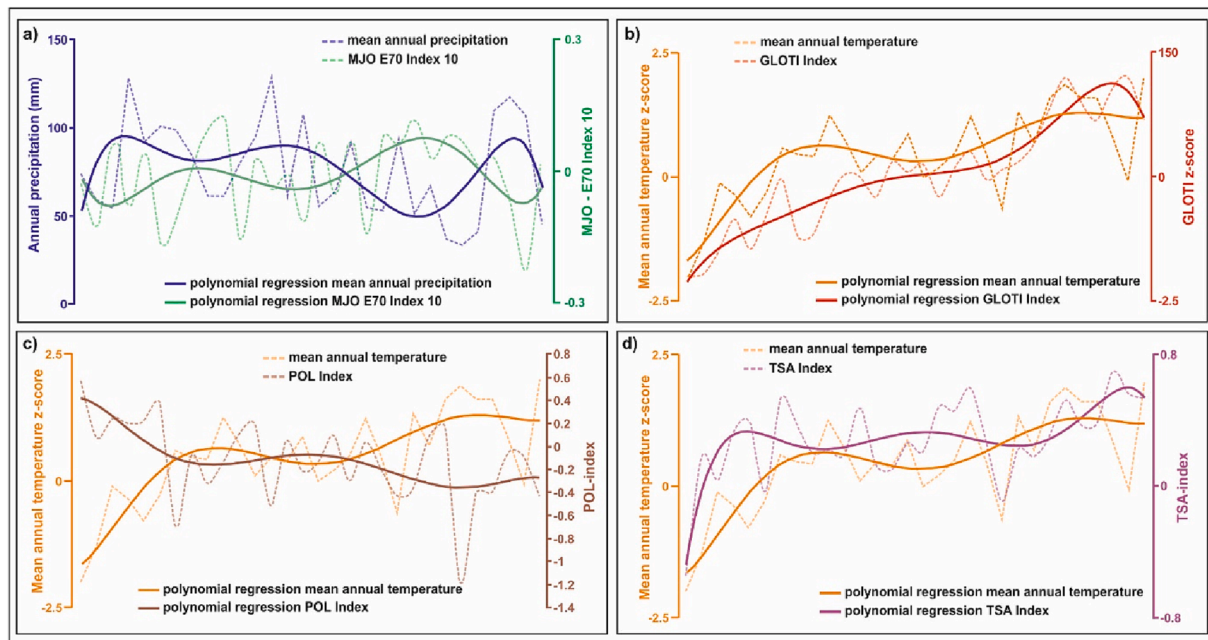 a)
150
100
50
0
Annual precipitation (mm)
mean annual precipitation
MJO E70 Index 10
0.3
0
-0.3
MJO - E70 Index 10
polynomial regression mean annual precipitation
polynomial regression MJO E70 Index 10
b)
2.5
0
-2.5
Mean annual temperature z-score
mean annual temperature
GLOTI Index
150
0
-2.5
GLOTI z-score
polynomial regression mean annual temperature
polynomial regression GLOTI Index
c)
2.5
0
-2.5
Mean annual temperature z-score
mean annual temperature
POL Index
0.8
0.6
0.4
0.2
0
-0.2
-0.4
-0.6
-0.8
-1
-1.2
-1.4
POL-index
polynomial regression mean annual temperature
polynomial regression POL Index
d)
2.5
0
-2.5
Mean annual temperature z-score
mean annual temperature
TSA Index
0.8
0
-0.8
TSA-index
polynomial regression mean annual temperature
polynomial regression TSA Index